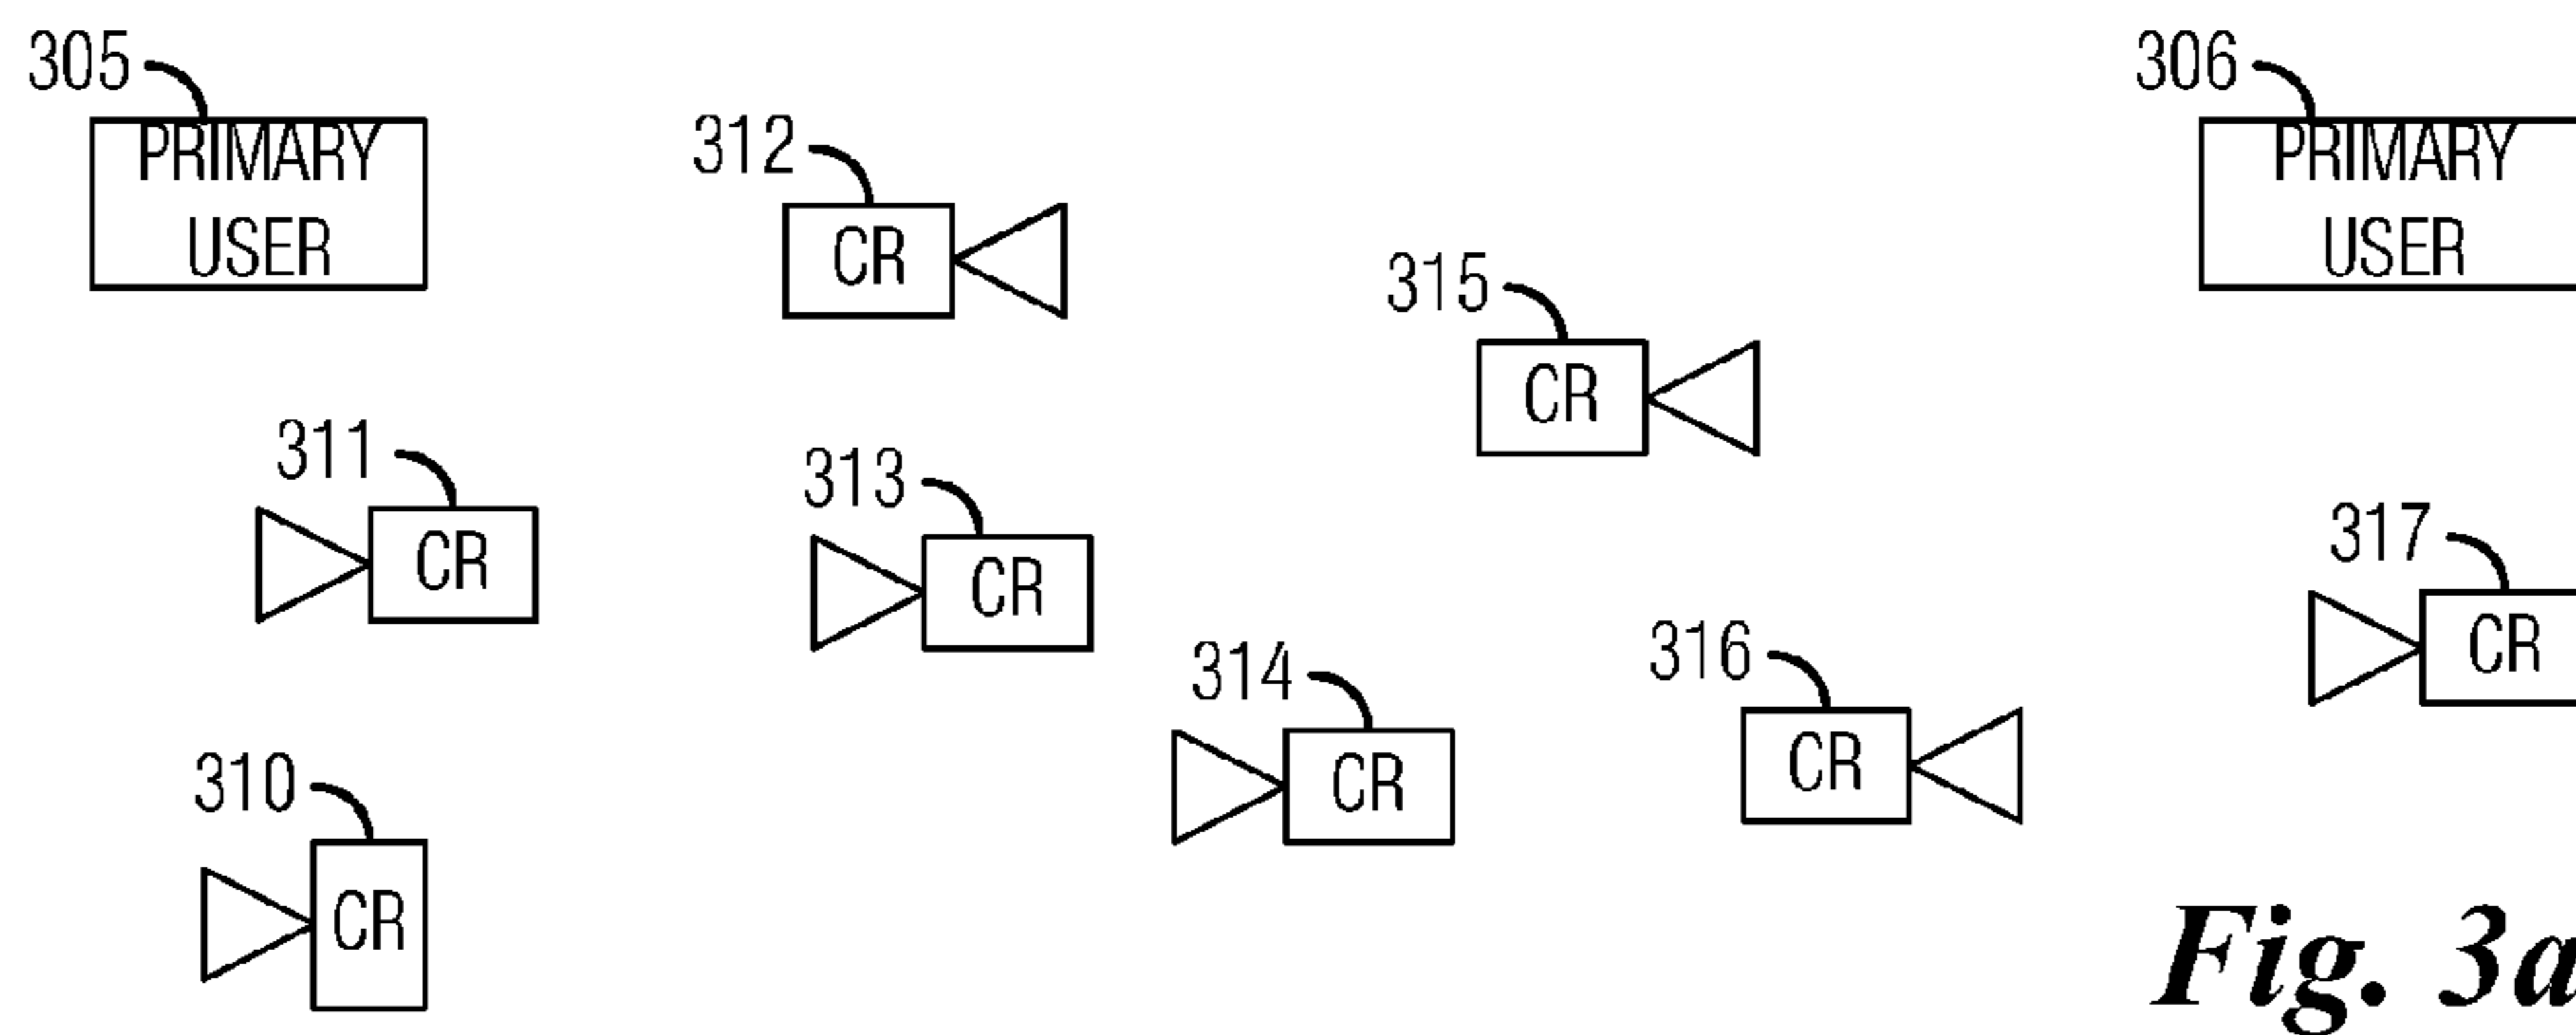 305
PRIMARY
USER
306
PRIMARY
USER
312
CR
315
CR
311
CR
313
CR
317
CR
314
CR
316
CR
310
CR
Fig. 3a